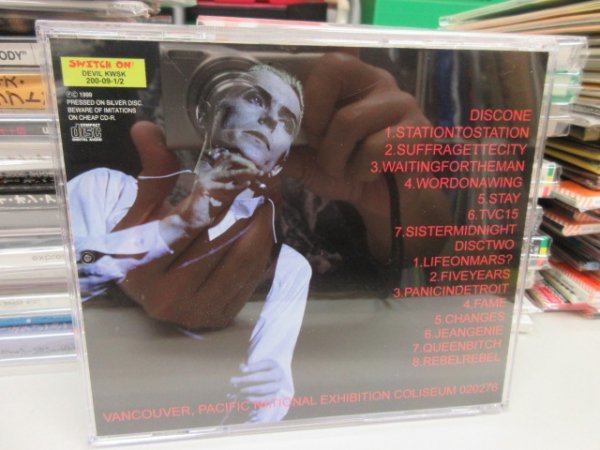 SWITCH ON!
DEVIL KWSK
200-09-1/2
℗© 1999
PRESSED ON SILVER DISC.
BEWARE OF IMITATIONS
ON CHEAP CD-R.
COMPACT
disc
DIGITAL AUDIO
DISCONE
1.STATIONTOSTATION
2.SUFFRAGETTECITY
3.WAITINGFORTHEMAN
4.WORDONAWING
5.STAY
6.TVC15
7.SISTERMIDNIGHT
DISCTWO
1.LIFEONMARS?
2.FIVEYEARS
3.PANICINDETROIT
4.FAME
5.CHANGES
6.JEANGENIE
7.QUEENBITCH
8.REBELREBEL
VANCOUVER, PACIFIC NATIONAL EXHIBITION COLISEUM 020276